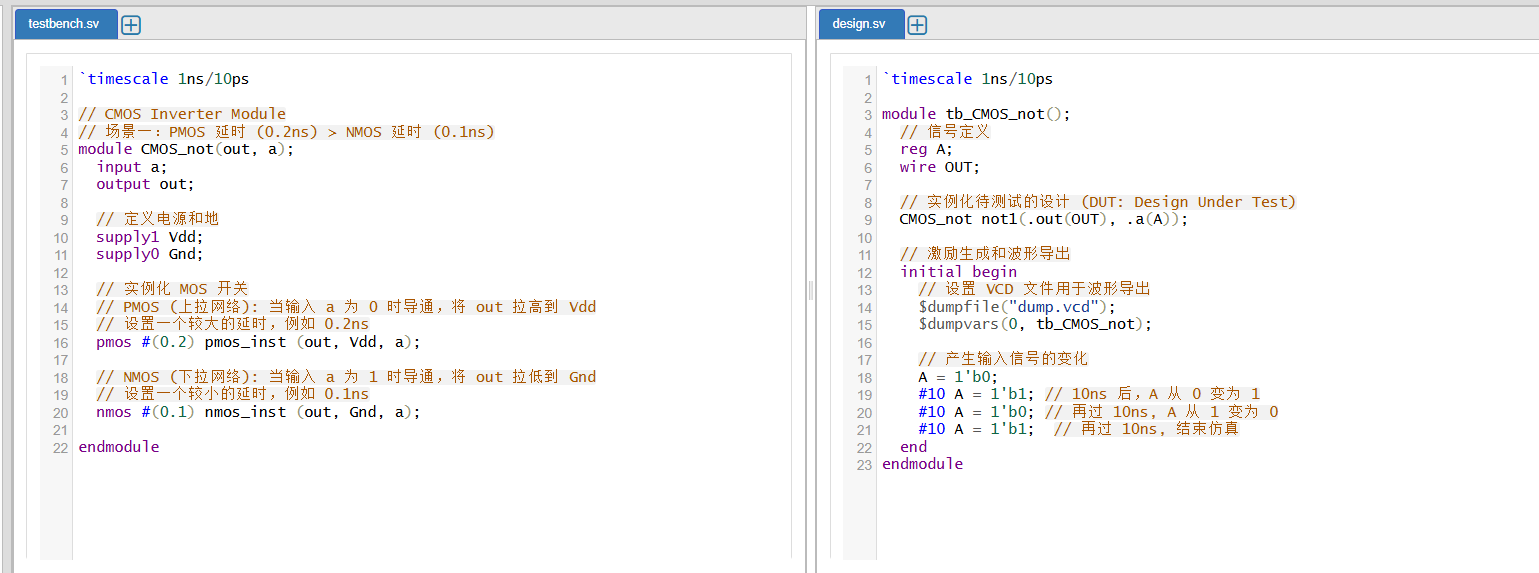 testbench.sv
`timescale 1ns/10ps
// CMOS Inverter Module
// 场景一：PMOS 延时 (0.2ns) > NMOS 延时 (0.1ns)
module CMOS_not(out, a);
input a;
output out;
// 定义电源和地
supply1 Vdd;
supply0 Gnd;
// 实例化 MOS 开关
// PMOS (上拉网络): 当输入 a 为 0 时导通，将 out 拉高到 Vdd
// 设置一个较大的延时，例如 0.2ns
pmos #(0.2) pmos_inst (out, Vdd, a);
// NMOS (下拉网络): 当输入 a 为 1 时导通，将 out 拉低到 Gnd
// 设置一个较小的延时，例如 0.1ns
nmos #(0.1) nmos_inst (out, Gnd, a);
endmodule
1
2
3
4
5
6
7
8
9
10
11
12
13
14
15
16
17
18
19
20
21
22
design.sv
`timescale 1ns/10ps
module tb_CMOS_not();
// 信号定义
reg A;
wire OUT;
// 实例化待测试的设计 (DUT: Design Under Test)
CMOS_not not1(.out(OUT), .a(A));
// 激励生成和波形导出
initial begin
// 设置 VCD 文件用于波形导出
$dumpfile("dump.vcd");
$dumpvars(0, tb_CMOS_not);
// 产生输入信号的变化
A = 1'b0;
#10 A = 1'b1; // 10ns 后，A 从 0 变为 1
#10 A = 1'b0; // 再过 10ns, A 从 1 变为 0
#10 A = 1'b1;  // 再过 10ns, 结束仿真
end
endmodule
1
2
3
4
5
6
7
8
9
10
11
12
13
14
15
16
17
18
19
20
21
22
23